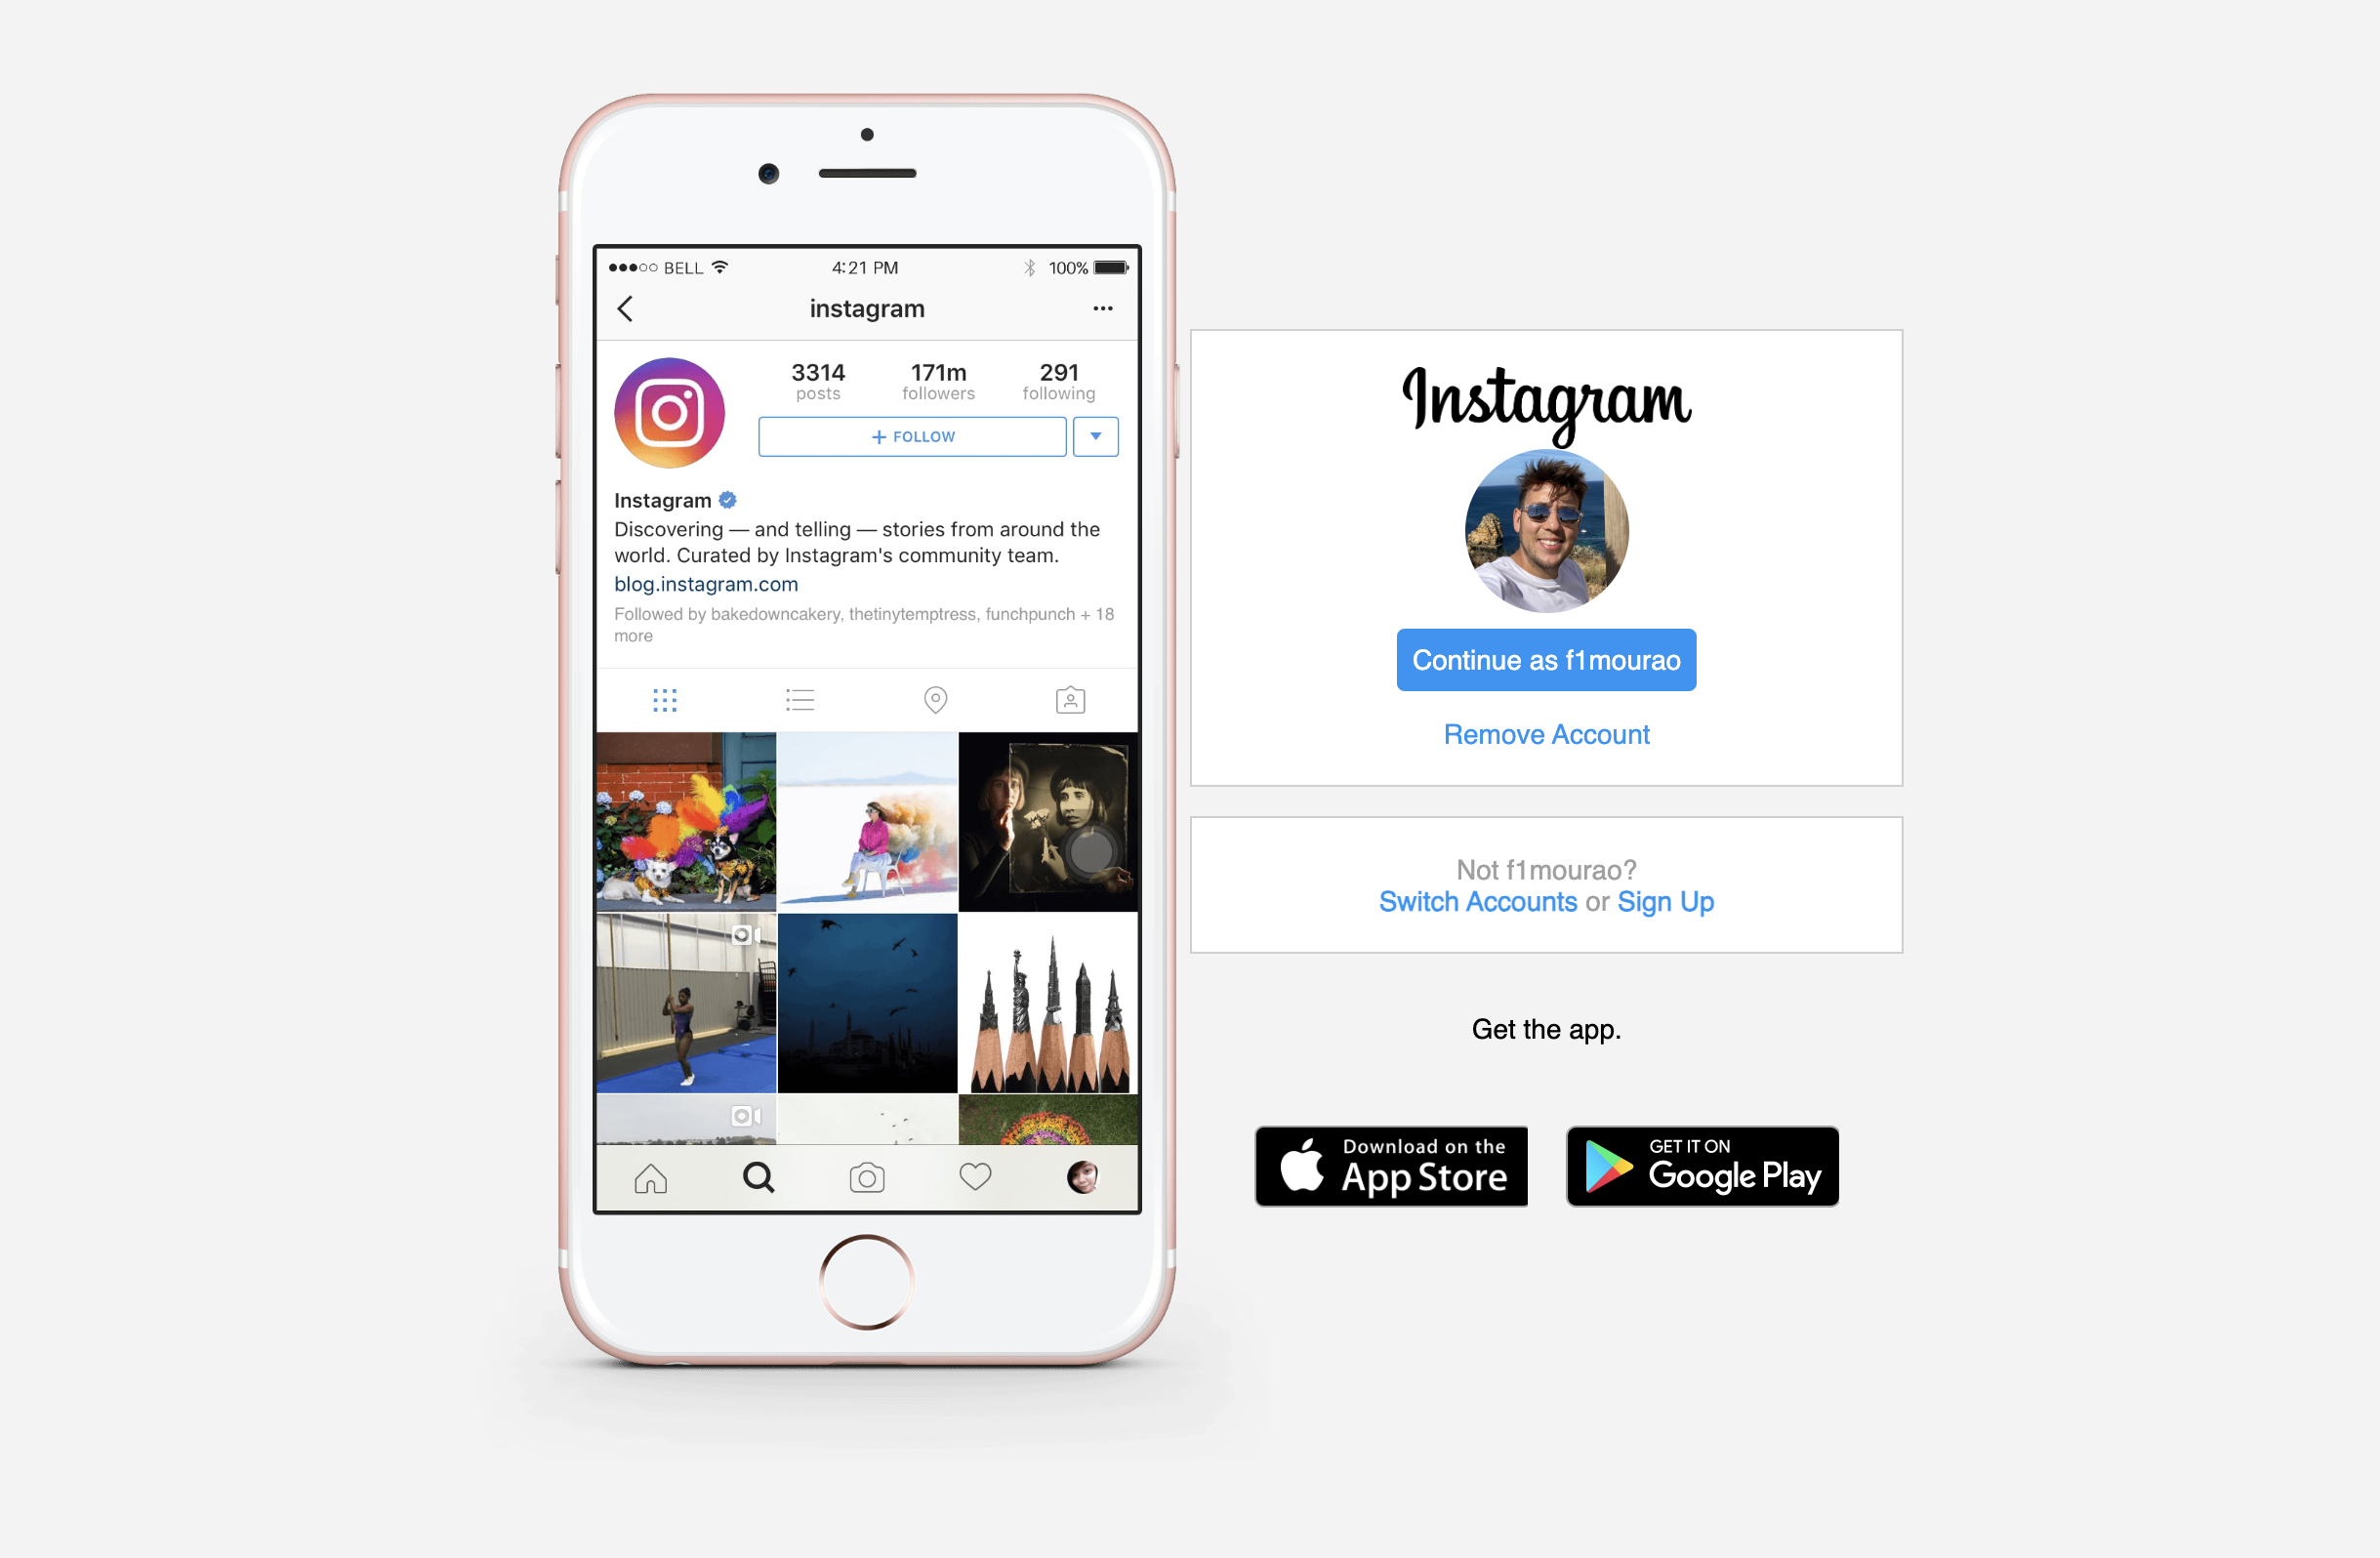 BELL
4:21 PM
100%
instagram
3314
posts
171m
followers
291
following
+ FOLLOW
Instagram
Discovering — and telling — stories from around the
world. Curated by Instagram's community team.
blog.instagram.com
Followed by bakedowncakery, thetinytemptress, funchpunch + 18
more
Instagram
Continue as f1mourao
Remove Account
Not f1mourao?
Switch Accounts or Sign Up
Get the app.
Download on the
App Store
GET IT ON
Google Play